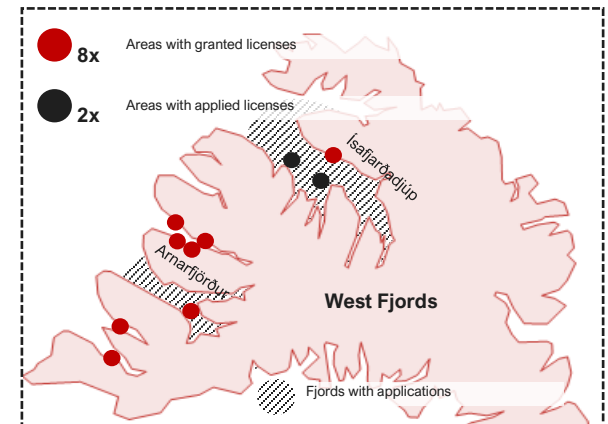 8x Areas with granted licenses
2x Areas with applied licenses
Ísafjarðadjúp
Arnarfjörður
West Fjords
Fjords with applications